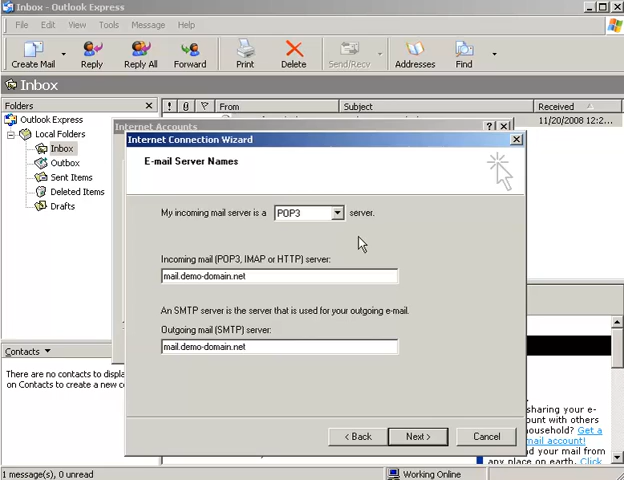 Inbox - Outlook Express
File Edit View Tools Message Help
Create Mail Reply Reply All Forward Print Delete Send/Recv Addresses Find
Inbox
Folders
! From Subject Received
Outlook Express
Local Folders
Inbox
Outbox
Sent Items
Deleted Items
Drafts
11/20/2008 12:2...
Internet Accounts
Internet Connection Wizard
E-mail Server Names
My incoming mail server is a POP3 server.
Incoming mail (POP3, IMAP or HTTP) server:
mail.demo-domain.net
An SMTP server is the server that is used for your outgoing e-mail.
Outgoing mail (SMTP) server:
mail.demo-domain.net
< Back Next > Cancel
Contacts
There are no contacts to display
on Contacts to create a new
sharing your e-
count with others
household? Get a
mail account!
nd your mail from
any place on earth. Click
1 message(s), 0 unread
Working Online